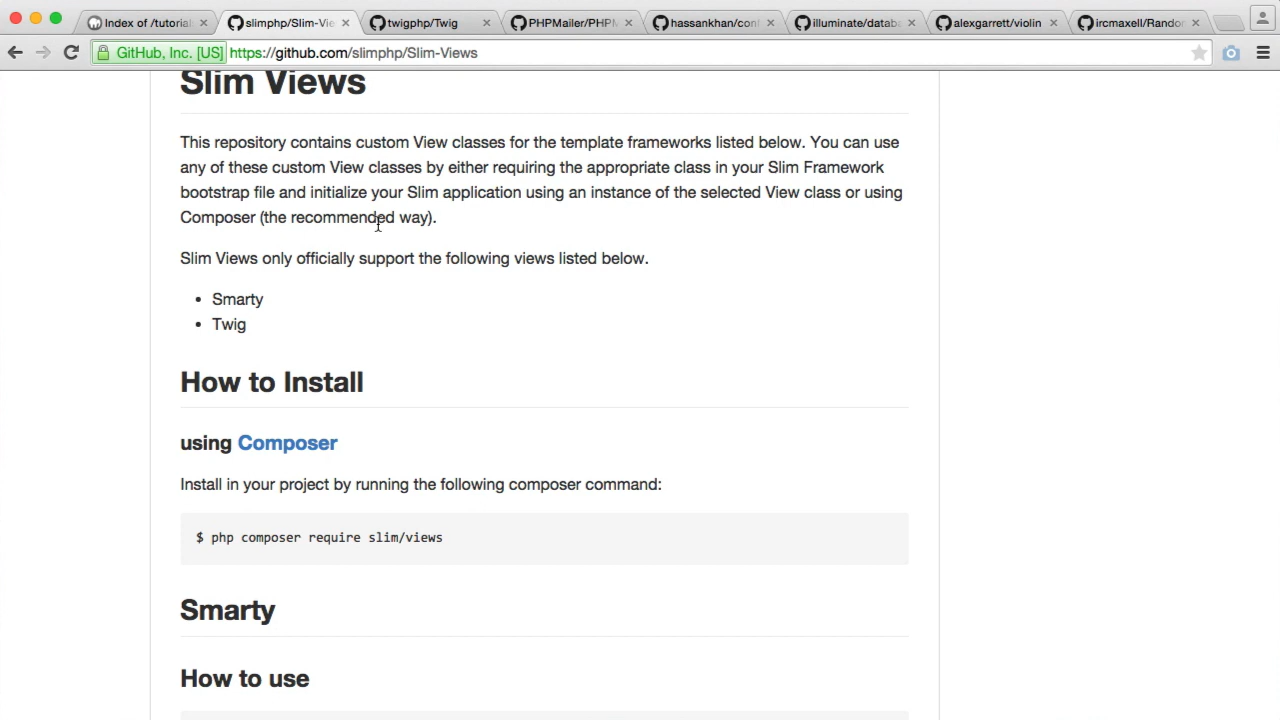 Index of /tutorial
slimphp/Slim-Vie
twigphp/Twig
PHPMailer/PHPM
hassankhan/conf
illuminate/databa
alexgarrett/violin
ircmaxell/Random
GitHub, Inc. [US] https://github.com/slimphp/Slim-Views
Slim Views
This repository contains custom View classes for the template frameworks listed below. You can use
any of these custom View classes by either requiring the appropriate class in your Slim Framework
bootstrap file and initialize your Slim application using an instance of the selected View class or using
Composer (the recommended way).
Slim Views only officially support the following views listed below.
• Smarty
• Twig
How to Install
using Composer
Install in your project by running the following composer command:
$ php composer require slim/views
Smarty
How to use